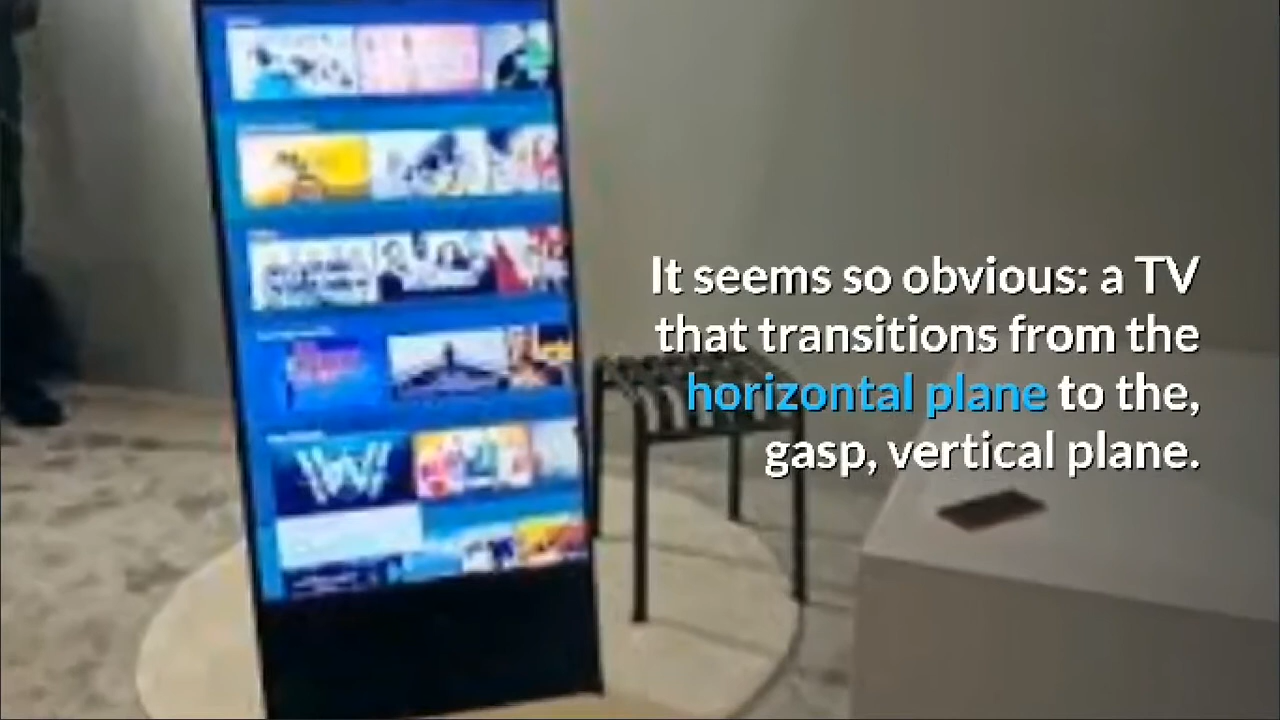 It seems so obvious: a TV
that transitions from the
horizontal plane to the,
gasp, vertical plane.